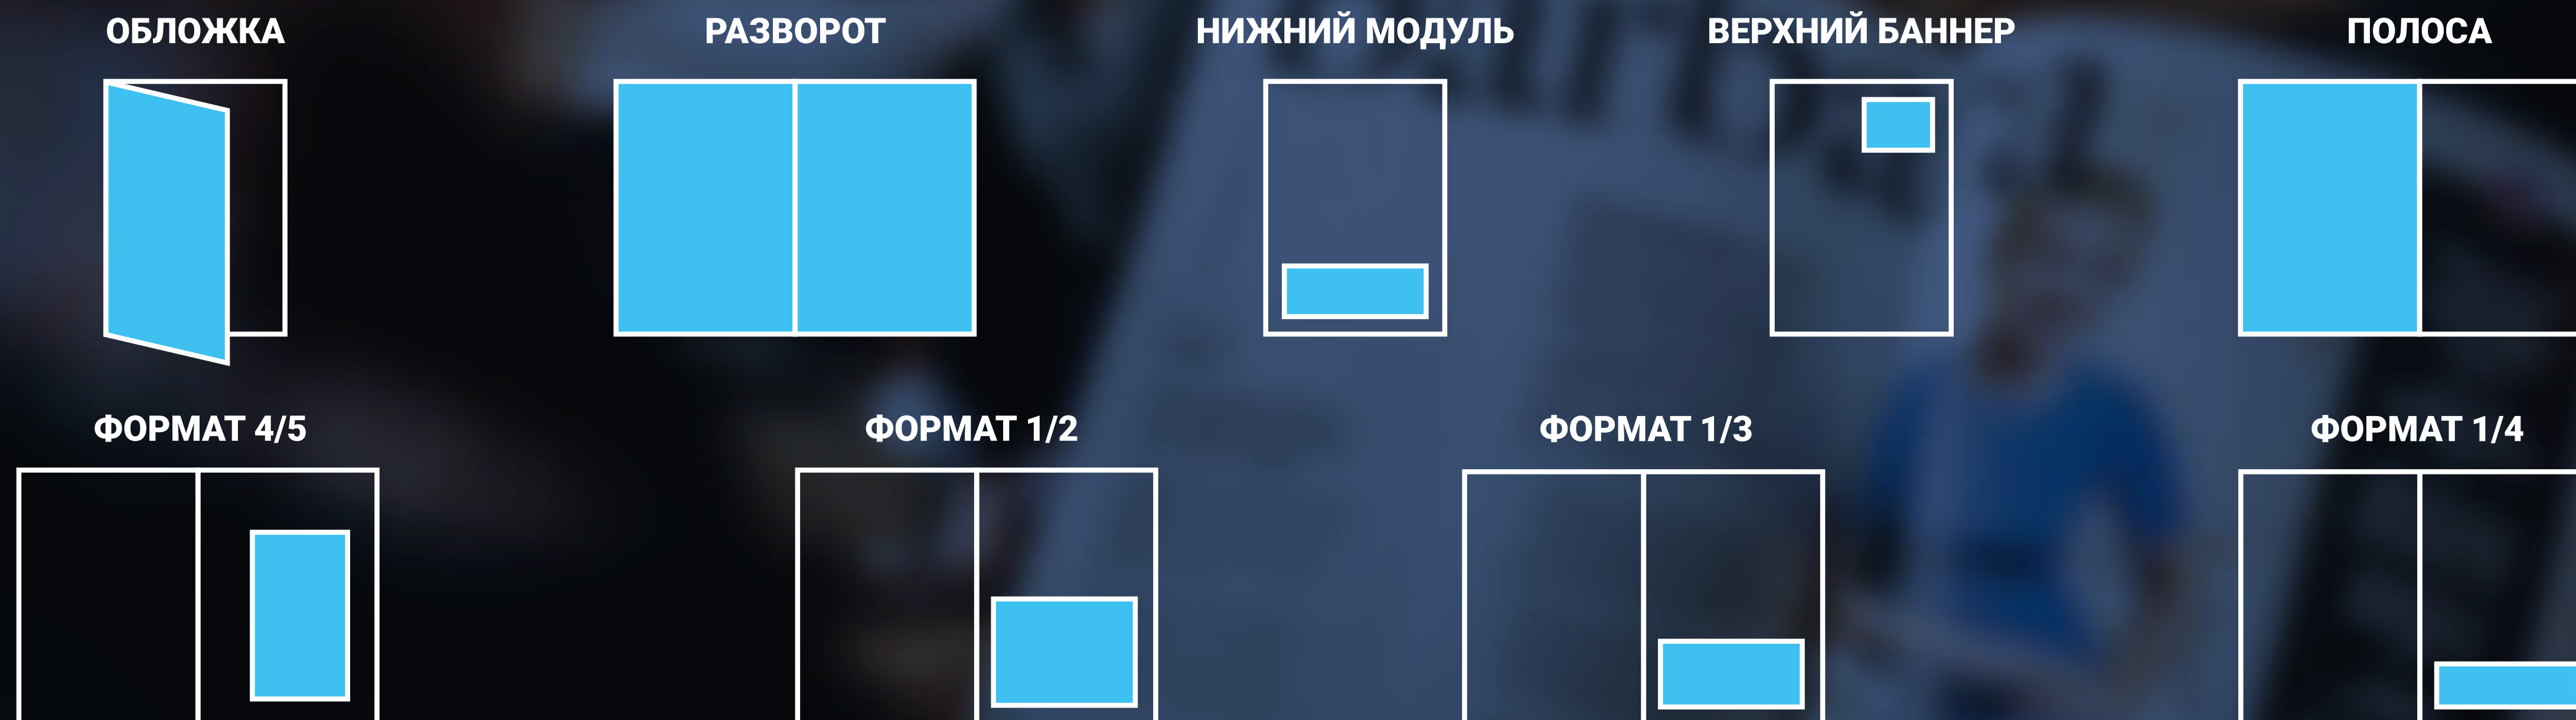 ОБЛОЖКА
РАЗВОРОТ
НИЖНИЙ МОДУЛЬ
ВЕРХНИЙ БАННЕР
ПОЛОСА
ФОРМАТ 4/5
ФОРМАТ 1/2
ФОРМАТ 1/3
ФОРМАТ 1/4